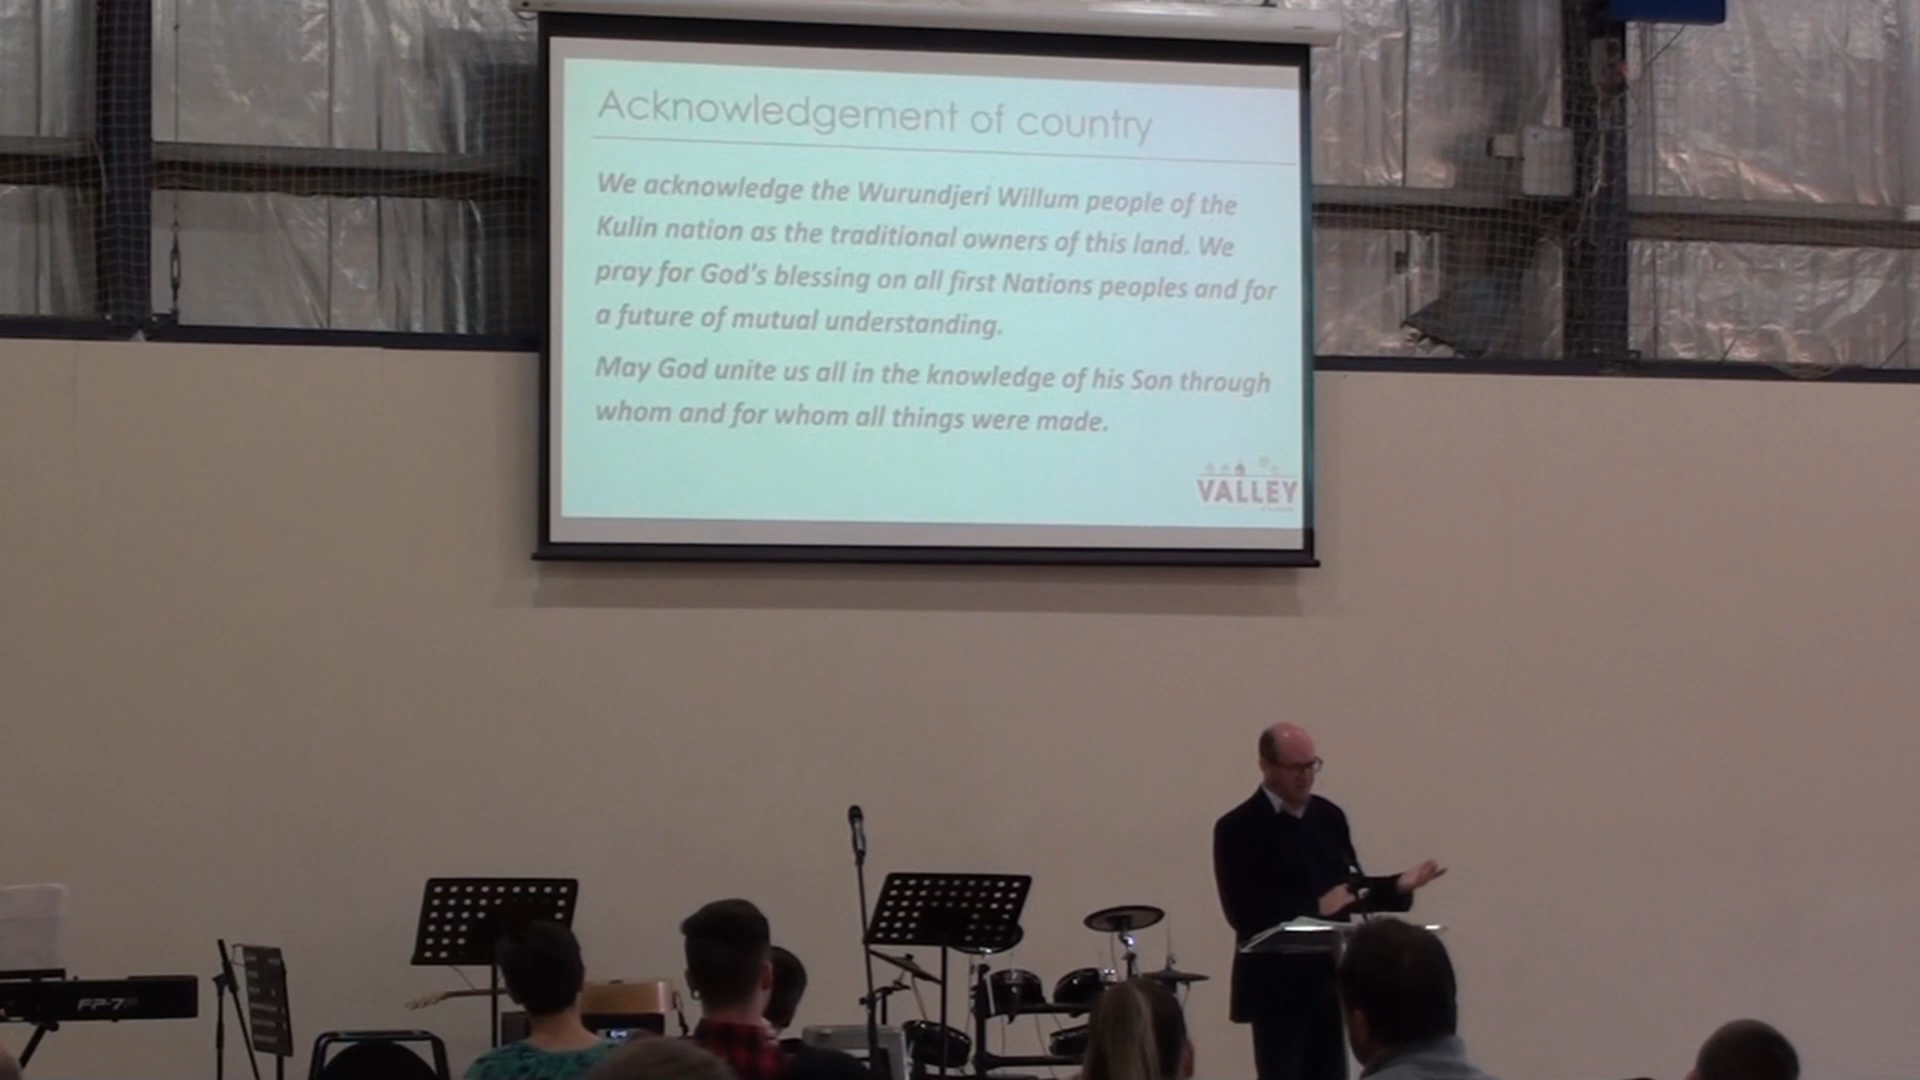 Acknowledgement of country
We acknowledge the Wurundjeri Willum people of the
Kulin nation as the traditional owners of this land. We
pray for God's blessing on all first Nations peoples and for
a future of mutual understanding.
May God unite us all in the knowledge of his Son through
whom and for whom all things were made.
VALLEY
FP-7